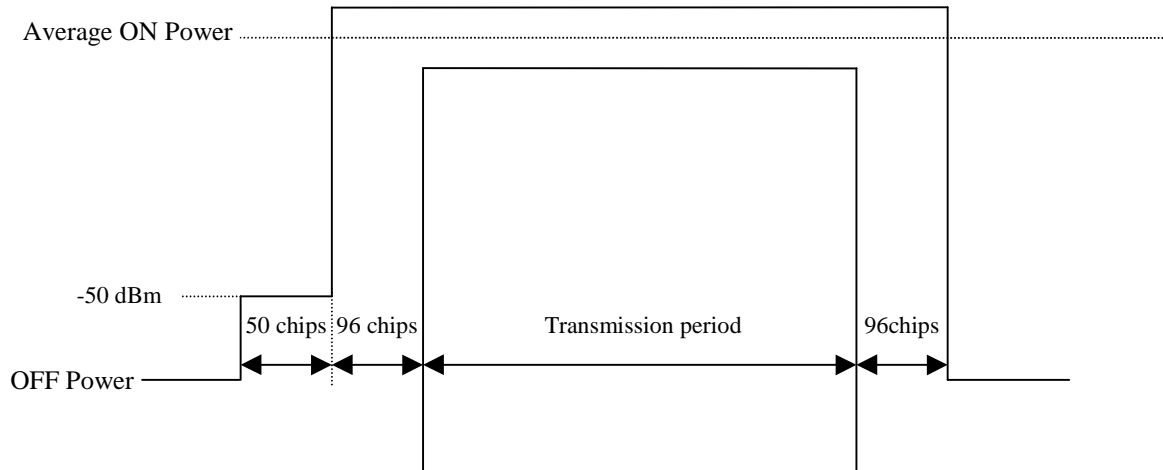 Average ON Power
-50 dBm
50 chips 96 chips Transmission period 96chips
OFF Power